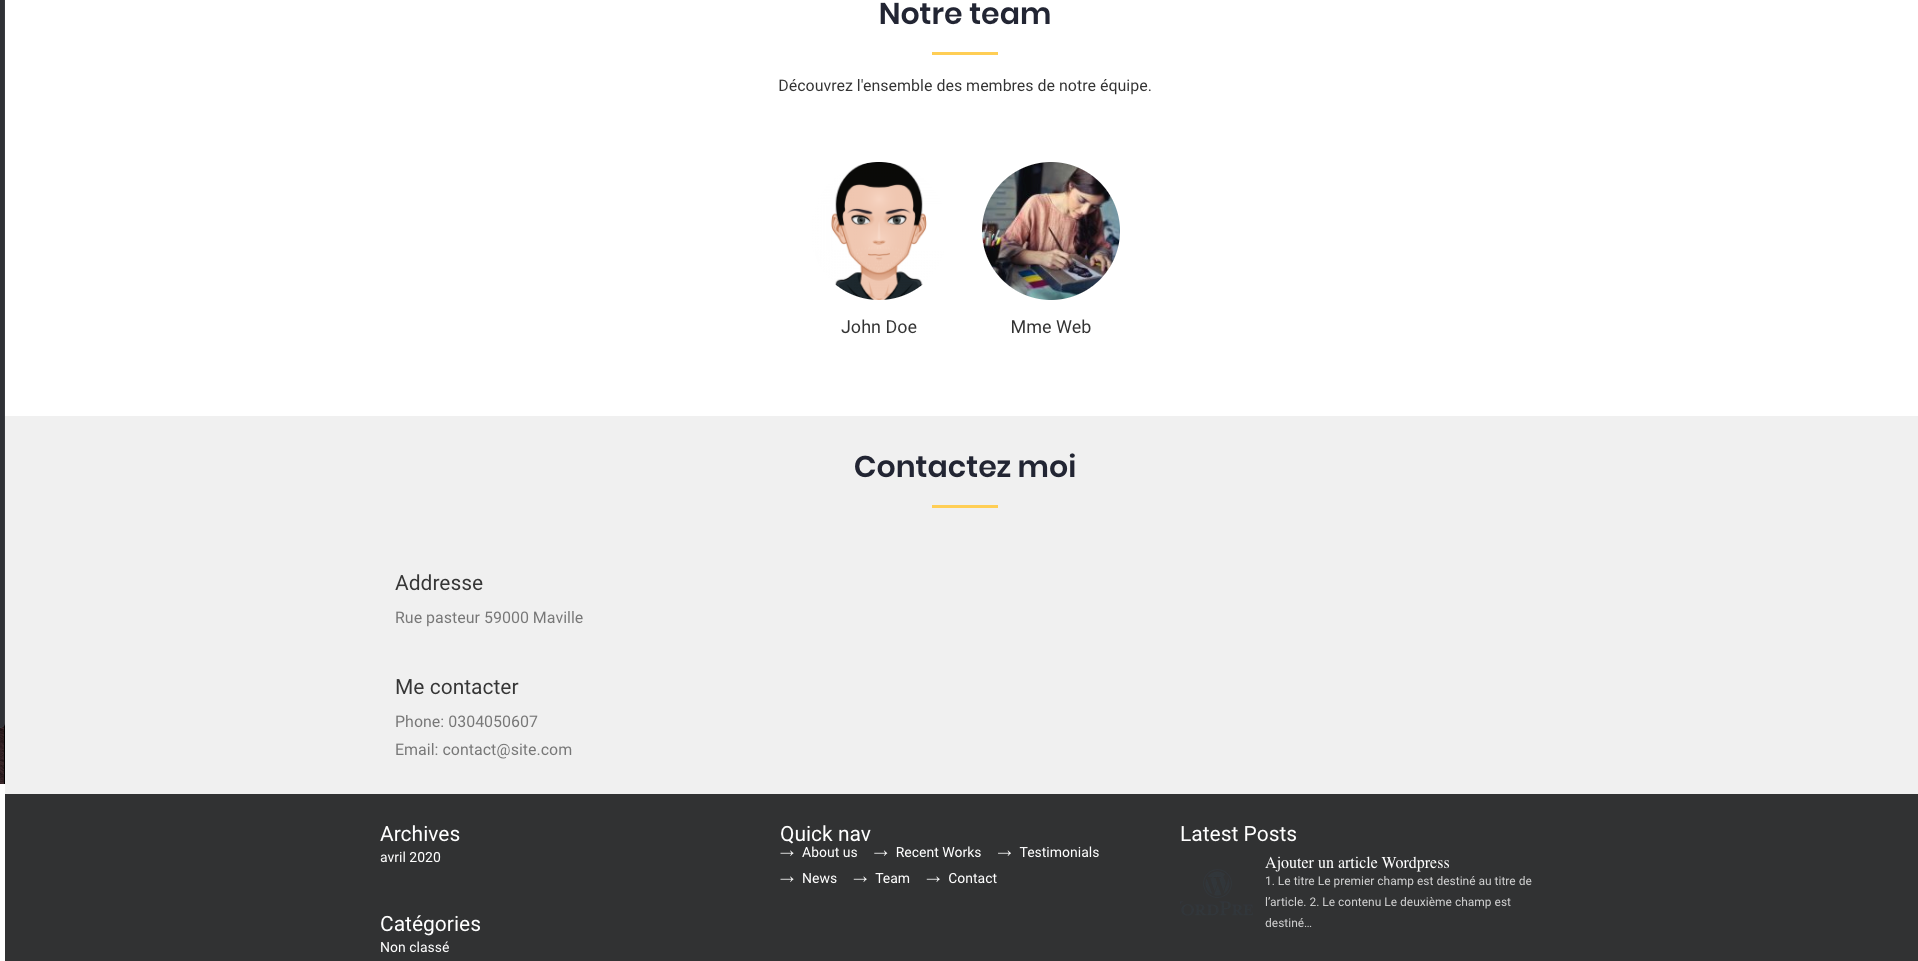 Notre team
Découvrez l'ensemble des membres de notre équipe.
John Doe
Mme Web
Contactez moi
Addresse
Rue pasteur 59000 Maville
Me contacter
Phone: 0304050607
Email: contact@site.com
Archives
avril 2020
Catégories
Non classé
Quick nav
→ About us → Recent Works → Testimonials
→ News → Team → Contact
Latest Posts
Ajouter un article Wordpress
1. Le titre Le premier champ est destiné au titre de
l'article. 2. Le contenu Le deuxième champ est
destiné…